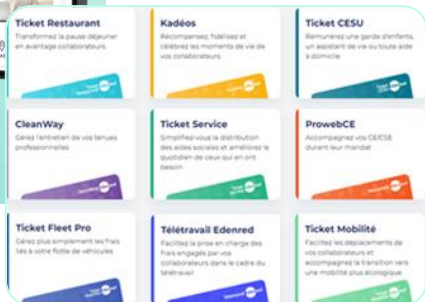 Ticket Restaurant
Transformez la pause déjeuner
en avantage collaborateurs
Kadéos
Récompensez, fidélisez et
célébrez les moments de vie de
vos collaborateurs
Ticket CESU
Rémunérez une garde d'enfants,
un assistant de vie ou toute aide
à domicile
CleanWay
Gérez l'entretien de vos tenues
professionnelles
Ticket Service
Simplifiez-vous la distribution
des aides sociales et améliorez le
quotidien de ceux qui en ont
besoin
ProwebCE
Accompagnez vos CE/CSE
durant leur mandat
Ticket Fleet Pro
Gérez plus simplement les frais
liés à votre flotte de véhicules
Télétravail Edenred
Facilitez la prise en charge des
frais engagés par vos
collaborateurs dans le cadre du
télétravail
Ticket Mobilité
Facilitez les déplacements de
vos collaborateurs et
accompagnez la transition vers
une mobilité plus écologique